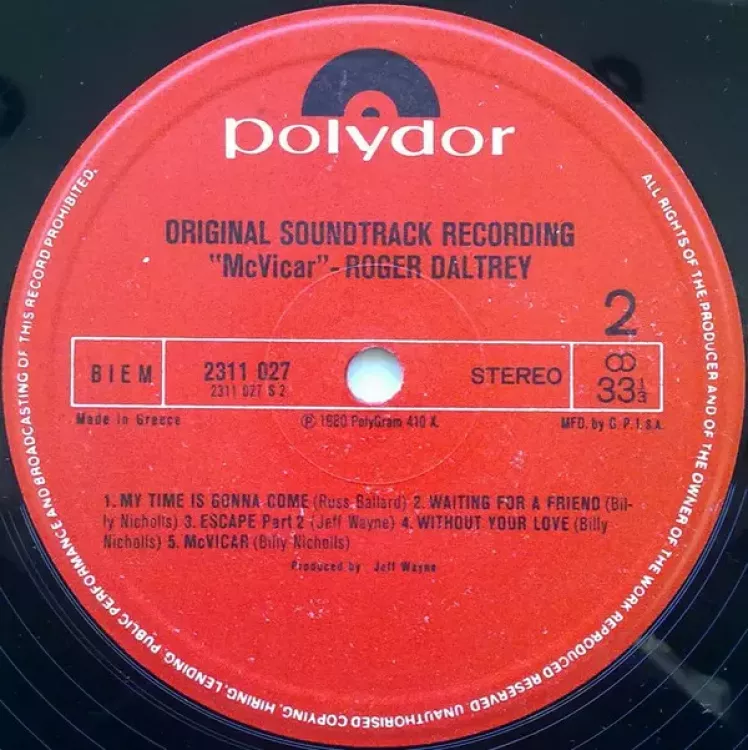 polydor
ORIGINAL SOUNDTRACK RECORDING
"McVicar"-ROGER DALTREY
2
BIEM
2311 027
2311 027 S 2
STEREO
33 1/3
Made in Greece
℗ 1980 PolyGram 410 X.
MFD. by G.P.I.S.A.
1. MY TIME IS GONNA COME (Russ Ballard) 2. WAITING FOR A FRIEND (Bil-
ly Nicholls) 3. ESCAPE Part 2 (Jeff Wayne) 4. WITHOUT YOUR LOVE (Billy
Nicholls) 5. McVICAR (Billy Nicholls)
Produced by Jeff Wayne
ALL RIGHTS OF THE PRODUCER AND OF THE OWNER OF THE WORK REPRODUCED RESERVED. UNAUTHORISED COPYING, HIRING, LENDING, PUBLIC PERFORMANCE AND BROADCASTING OF THIS RECORD PROHIBITED.